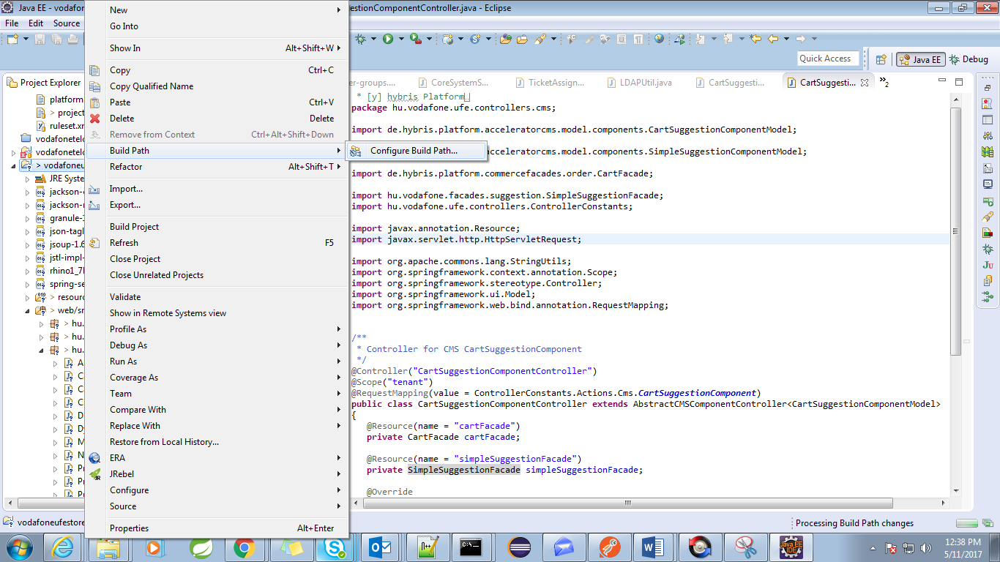 Java EE - vodafon
gestionComponentController.java - Eclipse
File Edit Source
Quick Access
Java EE
Debug
Project Explorer
platform
> project
ruleset.xm
vodafonetelc
vodafonetelc
> vodafoneu
JRE Syste
jackson-c
jackson-n
granule-1
json-tagl
jsoup-1.6
jstl-impl-
rhino1_7
spring-se
> resourc
> web/sr
> hu.
> hu.
> hu.
New
Go Into
Show In Alt+Shift+W
Copy Ctrl+C
Copy Qualified Name
Paste Ctrl+V
Delete Delete
Remove from Context Ctrl+Alt+Shift+Down
Build Path
Refactor Alt+Shift+T
Import...
Export...
Build Project
Refresh F5
Close Project
Close Unrelated Projects
Validate
Show in Remote Systems view
Profile As
Debug As
Run As
Coverage As
Team
Compare With
Replace With
Restore from Local History...
ERA
JRebel
Configure
Source
Properties Alt+Enter
Configure Build Path...
er-groups.... CoreSystemS... TicketAssign... LDAPUtil.java CartSuggesti... CartSuggesti... »2
* [y] hybris Platform
package hu.vodafone.ufe.controllers.cms;
import de.hybris.platform.acceleratorcms.model.components.CartSuggestionComponentModel;
acceleratorcms.model.components.SimpleSuggestionComponentModel;
import de.hybris.platform.commercefacades.order.CartFacade;
import hu.vodafone.facades.suggestion.SimpleSuggestionFacade;
import hu.vodafone.ufe.controllers.ControllerConstants;
import javax.annotation.Resource;
import javax.servlet.http.HttpServletRequest;
import org.apache.commons.lang.StringUtils;
import org.springframework.context.annotation.Scope;
import org.springframework.stereotype.Controller;
import org.springframework.ui.Model;
import org.springframework.web.bind.annotation.RequestMapping;
/**
* Controller for CMS CartSuggestionComponent
*/
@Controller("CartSuggestionComponentController")
@Scope("tenant")
@RequestMapping(value = ControllerConstants.Actions.Cms.CartSuggestionComponent)
public class CartSuggestionComponentController extends AbstractCMSComponentController<CartSuggestionComponentModel>
{
@Resource(name = "cartFacade")
private CartFacade cartFacade;
@Resource(name = "simpleSuggestionFacade")
private SimpleSuggestionFacade simpleSuggestionFacade;
@Override
vodafoneufestore
Processing Build Path changes
12:38 PM
5/11/2017